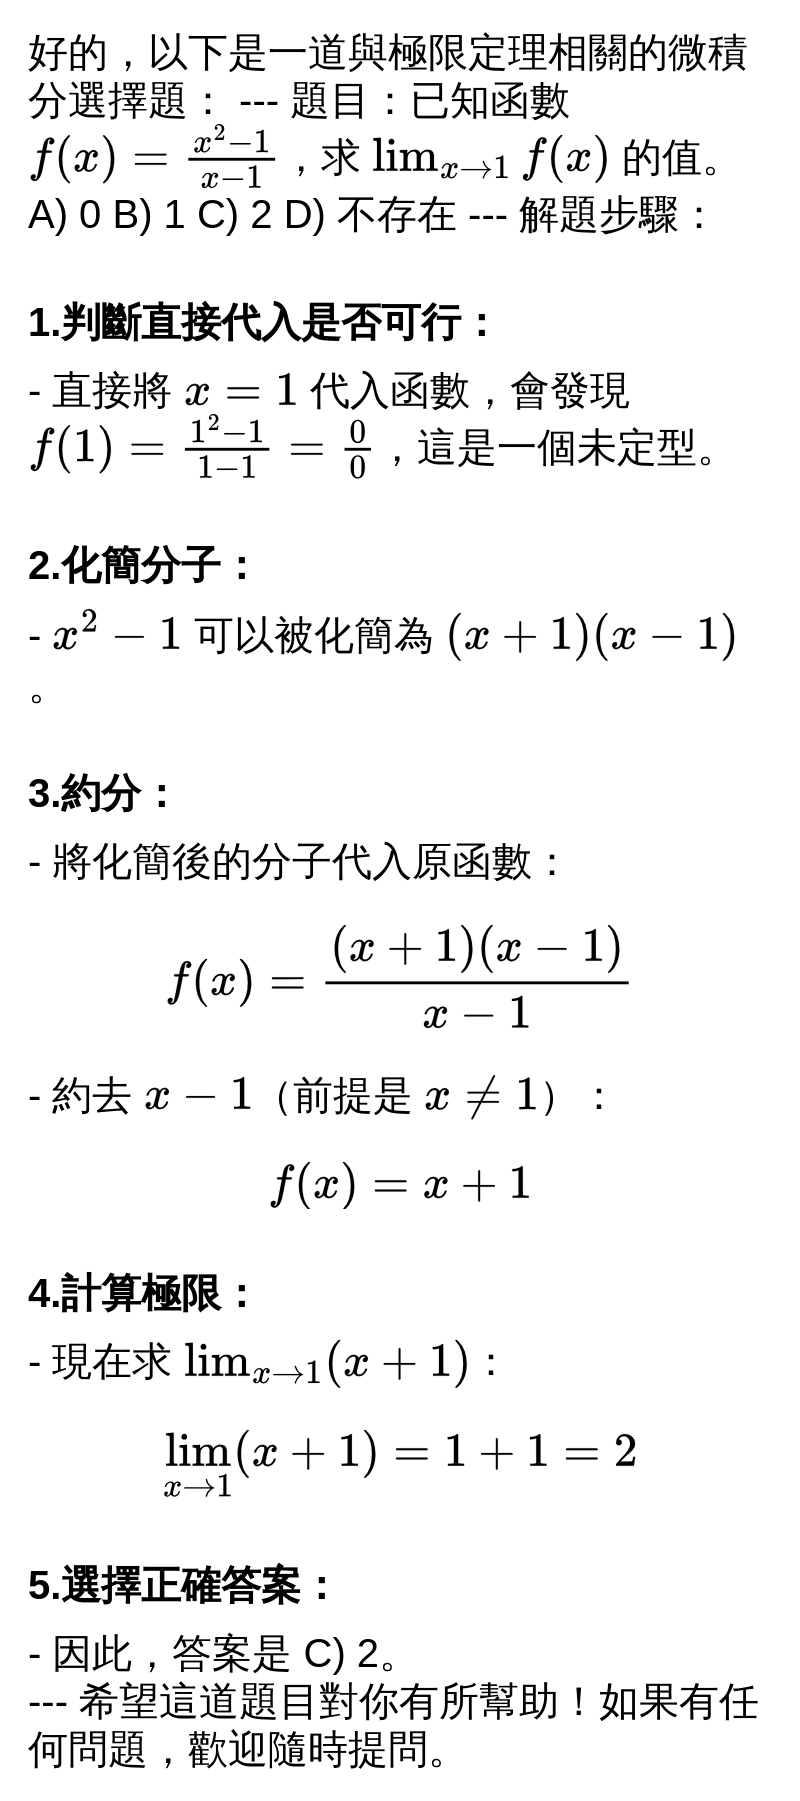 好的，以下是一道與極限定理相關的微積
分選擇題： --- 題目：已知函數
$f(x) = \frac{x^2-1}{x-1}$，求 $\lim_{x \to 1} f(x)$ 的值。
A) 0 B) 1 C) 2 D) 不存在 --- 解題步驟：
1.判斷直接代入是否可行：
- 直接將 $x = 1$ 代入函數，會發現
$f(1) = \frac{1^2-1}{1-1} = \frac{0}{0}$，這是一個未定型。
2.化簡分子：
- $x^2 - 1$ 可以被化簡為 $(x + 1)(x - 1)$
。
3.約分：
- 將化簡後的分子代入原函數：
$f(x) = \frac{(x + 1)(x - 1)}{x - 1}$
- 約去 $x - 1$（前提是 $x \neq 1$）：
$f(x) = x + 1$
4.計算極限：
- 現在求 $\lim_{x \to 1}(x + 1)$：
$\lim_{x \to 1}(x + 1) = 1 + 1 = 2$
5.選擇正確答案：
- 因此，答案是 C) 2。
--- 希望這道題目對你有所幫助！如果有任
何問題，歡迎隨時提問。